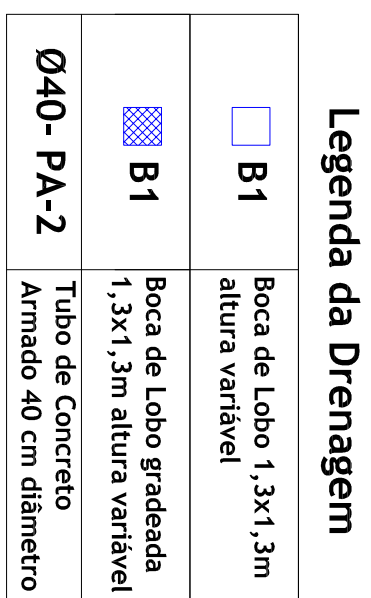 Legenda da Drenagem
B1
Boca de Lobo 1,3x1,3m
altura variável
B1
Boca de Lobo gradeada
1,3x1,3m altura variável
Ø40- PA-2
Tubo de Concreto
Armado 40 cm diâmetro